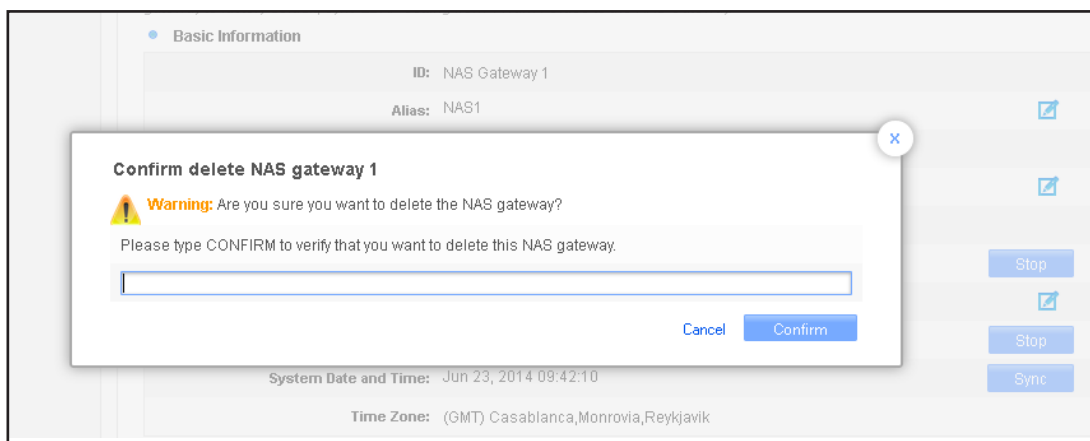 Basic Information
ID: NAS Gateway 1
Alias: NAS1
x
Confirm delete NAS gateway 1
Warning: Are you sure you want to delete the NAS gateway?
Please type CONFIRM to verify that you want to delete this NAS gateway.
Cancel Confirm
Stop
Stop
System Date and Time: Jun 23, 2014 09:42:10 Sync
Time Zone: (GMT) Casablanca,Monrovia,Reykjavik